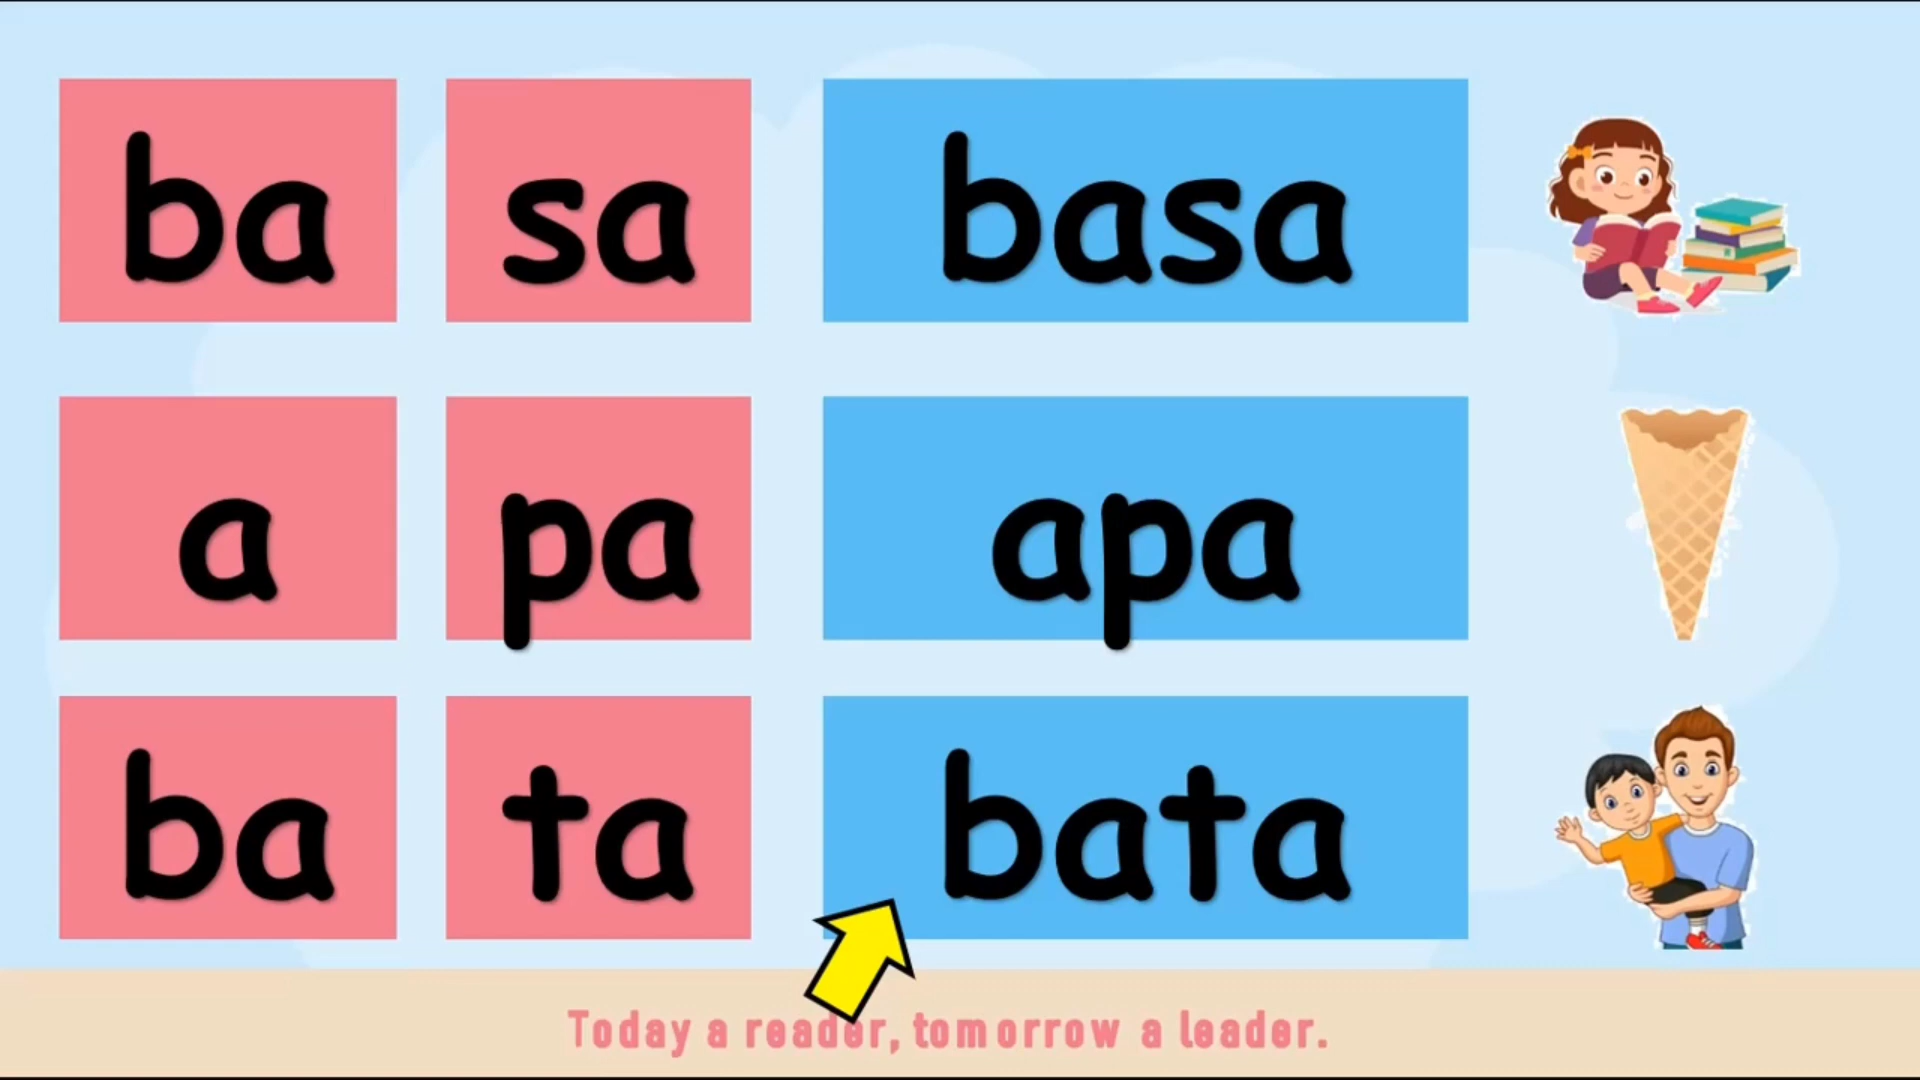 ba sa basa
a pa apa
ba ta bata
Today a reader, tomorrow a leader.